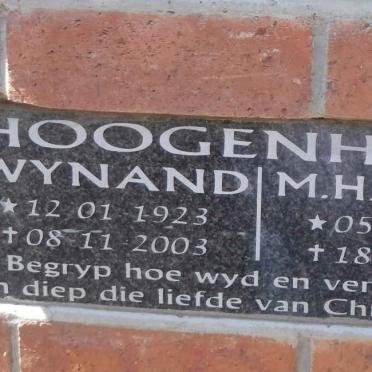 HOOGENH
WYNAND M.H.
★ 12 01 1923 ★ 05
✝ 08-11-2003 ✝ 18
Begryp hoe wyd en ver
n diep die liefde van Chr